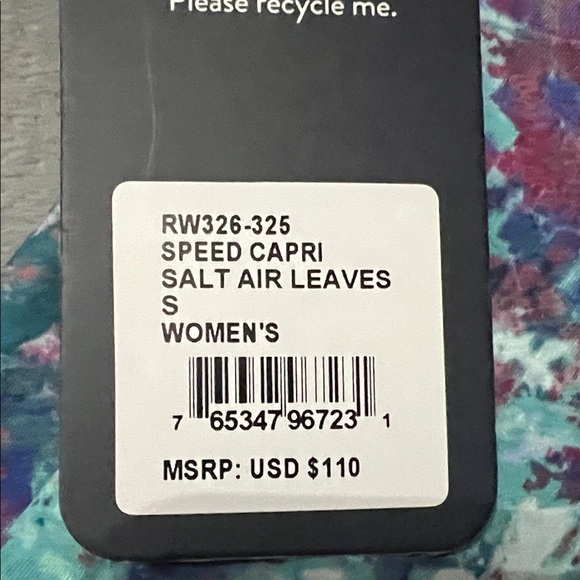 Please recycle me.
RW326-325
SPEED CAPRI
SALT AIR LEAVES
S
WOMEN'S
7 65347 96723 1
MSRP: USD $110